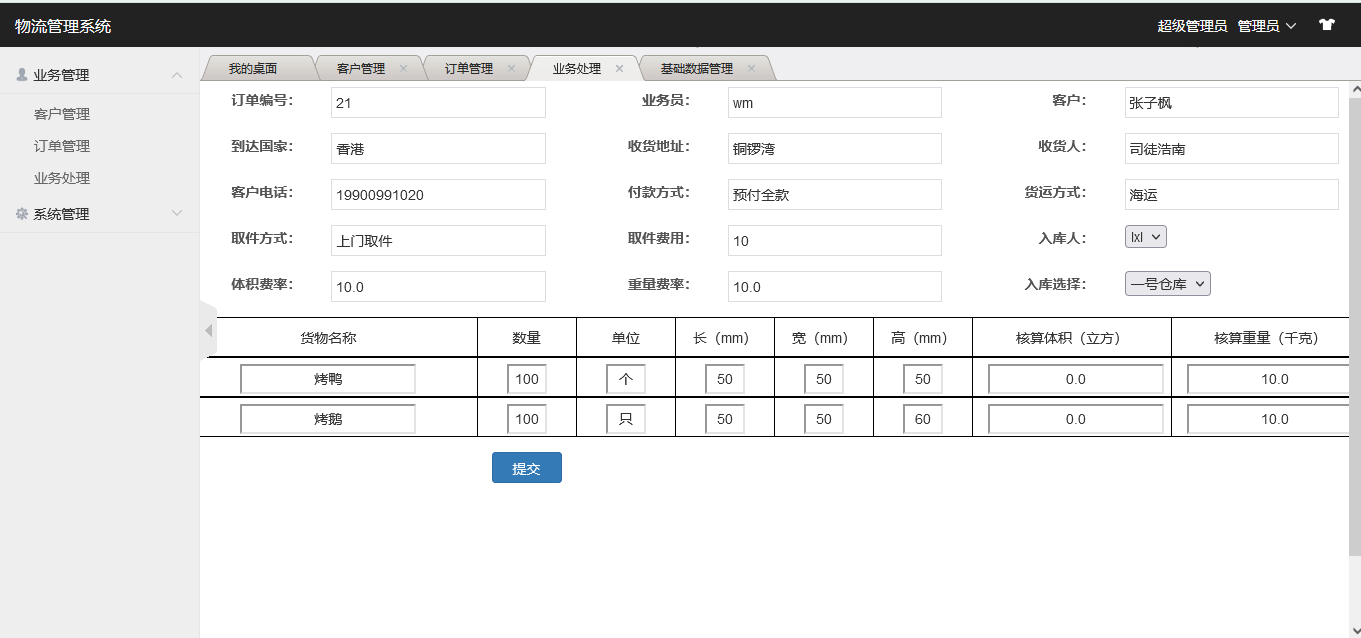 物流管理系统 超级管理员 管理员
业务管理 我的桌面 客户管理 订单管理 业务处理 基础数据管理
客户管理
订单管理
业务处理
系统管理
订单编号: 21 业务员: wm 客户: 张子枫
到达国家: 香港 收货地址: 铜锣湾 收货人: 司徒浩南
客户电话: 19900991020 付款方式: 预付全款 货运方式: 海运
取件方式: 上门取件 取件费用: 10 入库人: lxl
体积费率: 10.0 重量费率: 10.0 入库选择: 一号仓库
货物名称 数量 单位 长（mm） 宽（mm） 高（mm） 核算体积（立方） 核算重量（千克）
烤鸭 100 个 50 50 50 0.0 10.0
烤鹅 100 只 50 50 60 0.0 10.0
提交